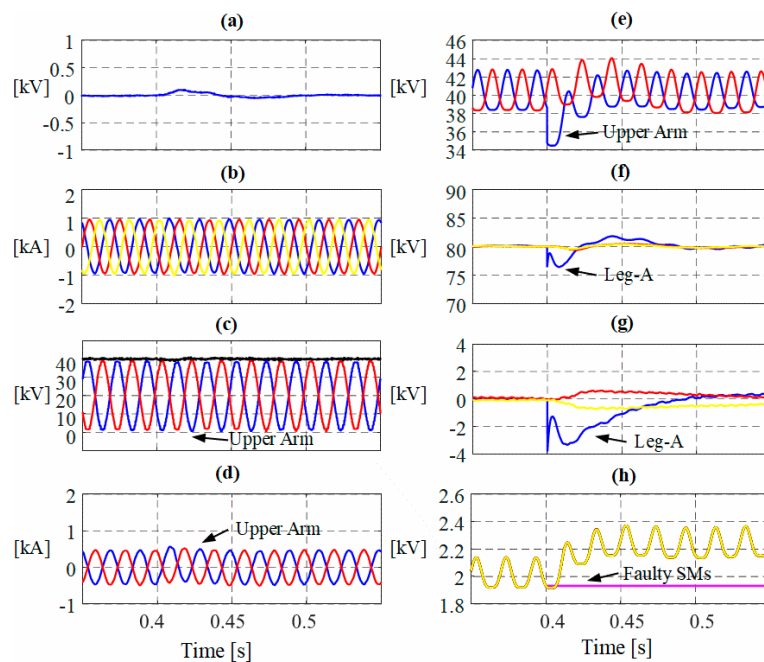 (a)
1
0.5
[kV]
0
-0.5
-1
(b)
2
1
[kA]
0
-1
-2
(c)
40
30
[kV]
20
10
0
Upper Arm
(d)
2
Upper Arm
1
[kA]
0
-1
0.4
0.45
0.5
Time [s]
(e)
46
44
42
[kV]
40
38
36
34
Upper Arm
(f)
90
85
[kV]
80
75
70
Leg-A
(g)
4
2
[kV]
0
-2
-4
Leg-A
(h)
2.6
2.4
[kV]
2.2
2
1.8
Faulty SMs
0.4
0.45
0.5
Time [s]